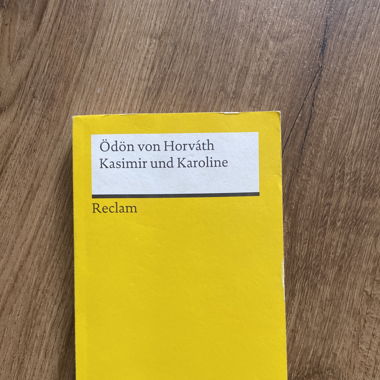 Ödön von Horváth
Kasimir und Karoline
Reclam